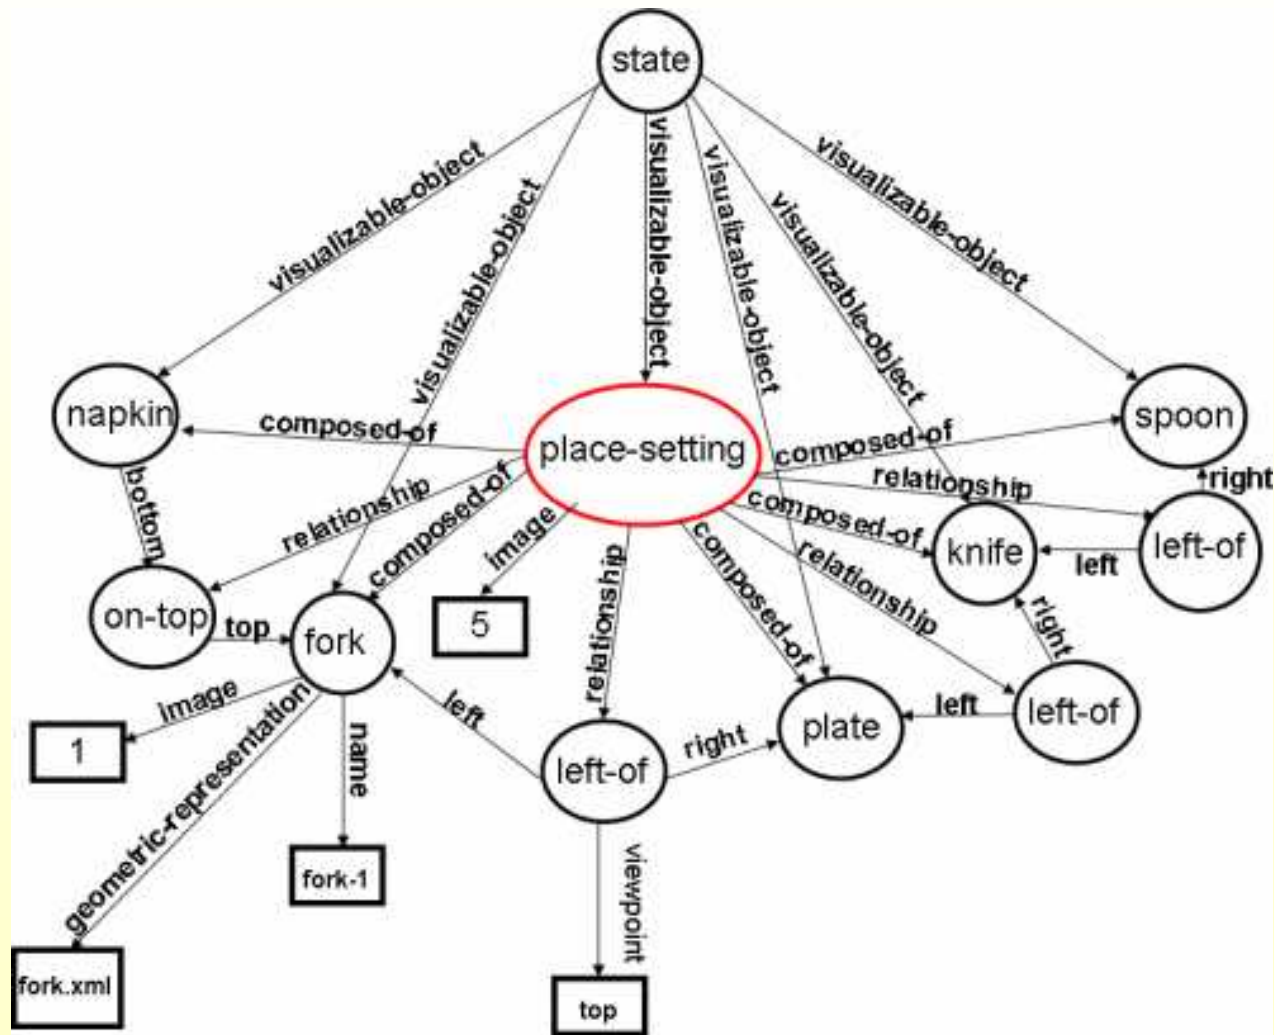 state
visualizable-object
visualizable-object
visualizable-object
visualizable-object
visualizable-object
visualizable-object
napkin
composed-of
place-setting
composed-of
spoon
bottom
relationship
composed-of
image
relationship
composed-of
relationship
composed-of
relationship
right
knife
left
left-of
on-top
top
fork
5
right
image
geometric-representation
name
left
left-of
right
plate
left
left-of
1
fork-1
viewpoint
fork.xml
top